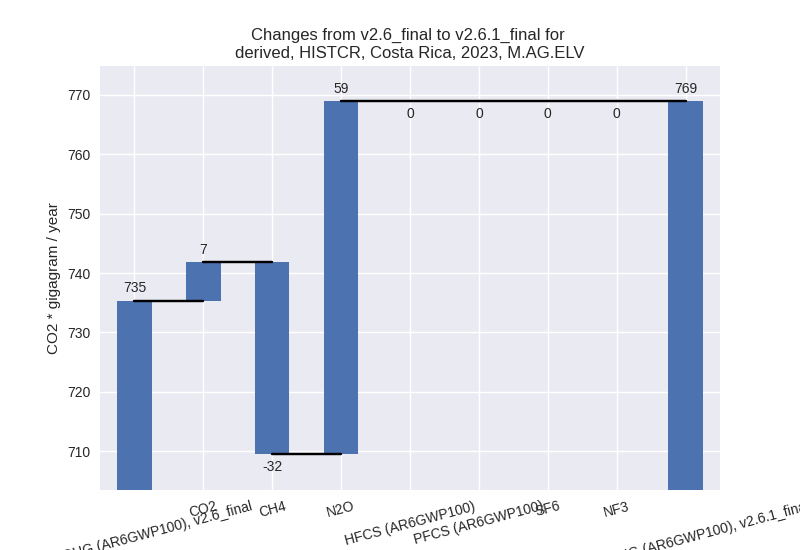 Changes from v2.6_final to v2.6.1_final for
derived, HISTCR, Costa Rica, 2023, M.AG.ELV
CO2 * gigagram / year
770
760
750
740
730
720
710
735
7
-32
59
0
0
0
0
769
(AR6GWP100), v2.6_final
CO2
CH4
N2O
HFCS (AR6GWP100)
PFCS (AR6GWP100)
SF6
NF3
(AR6GWP100), v2.6.1_final